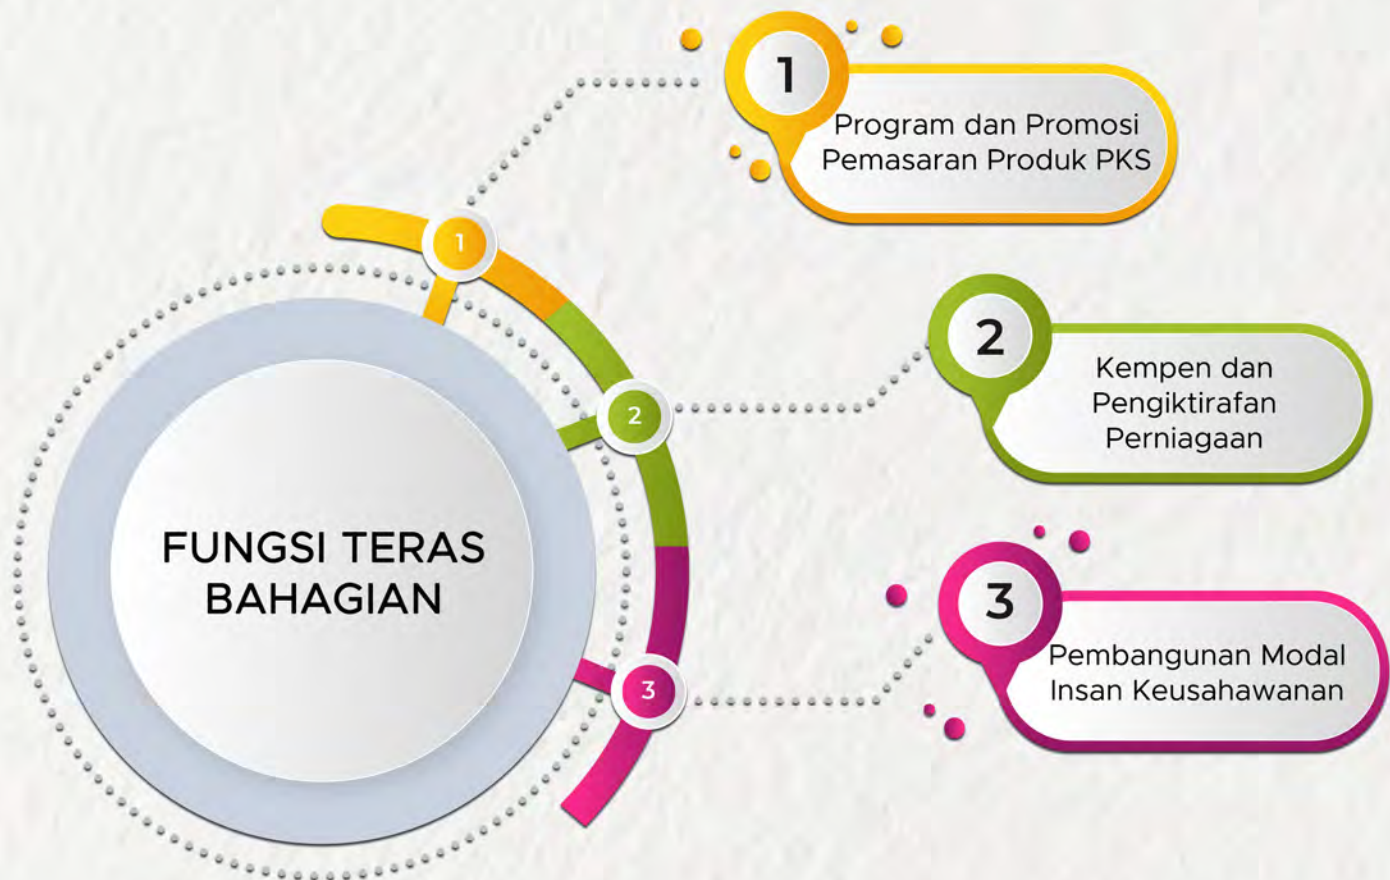 FUNGSI TERAS
BAHAGIAN
1
1
Program dan Promosi
Pemasaran Produk PKS
2
2
Kempen dan
Pengiktirafan
Perniagaan
3
3
Pembangunan Modal
Insan Keusahawanan